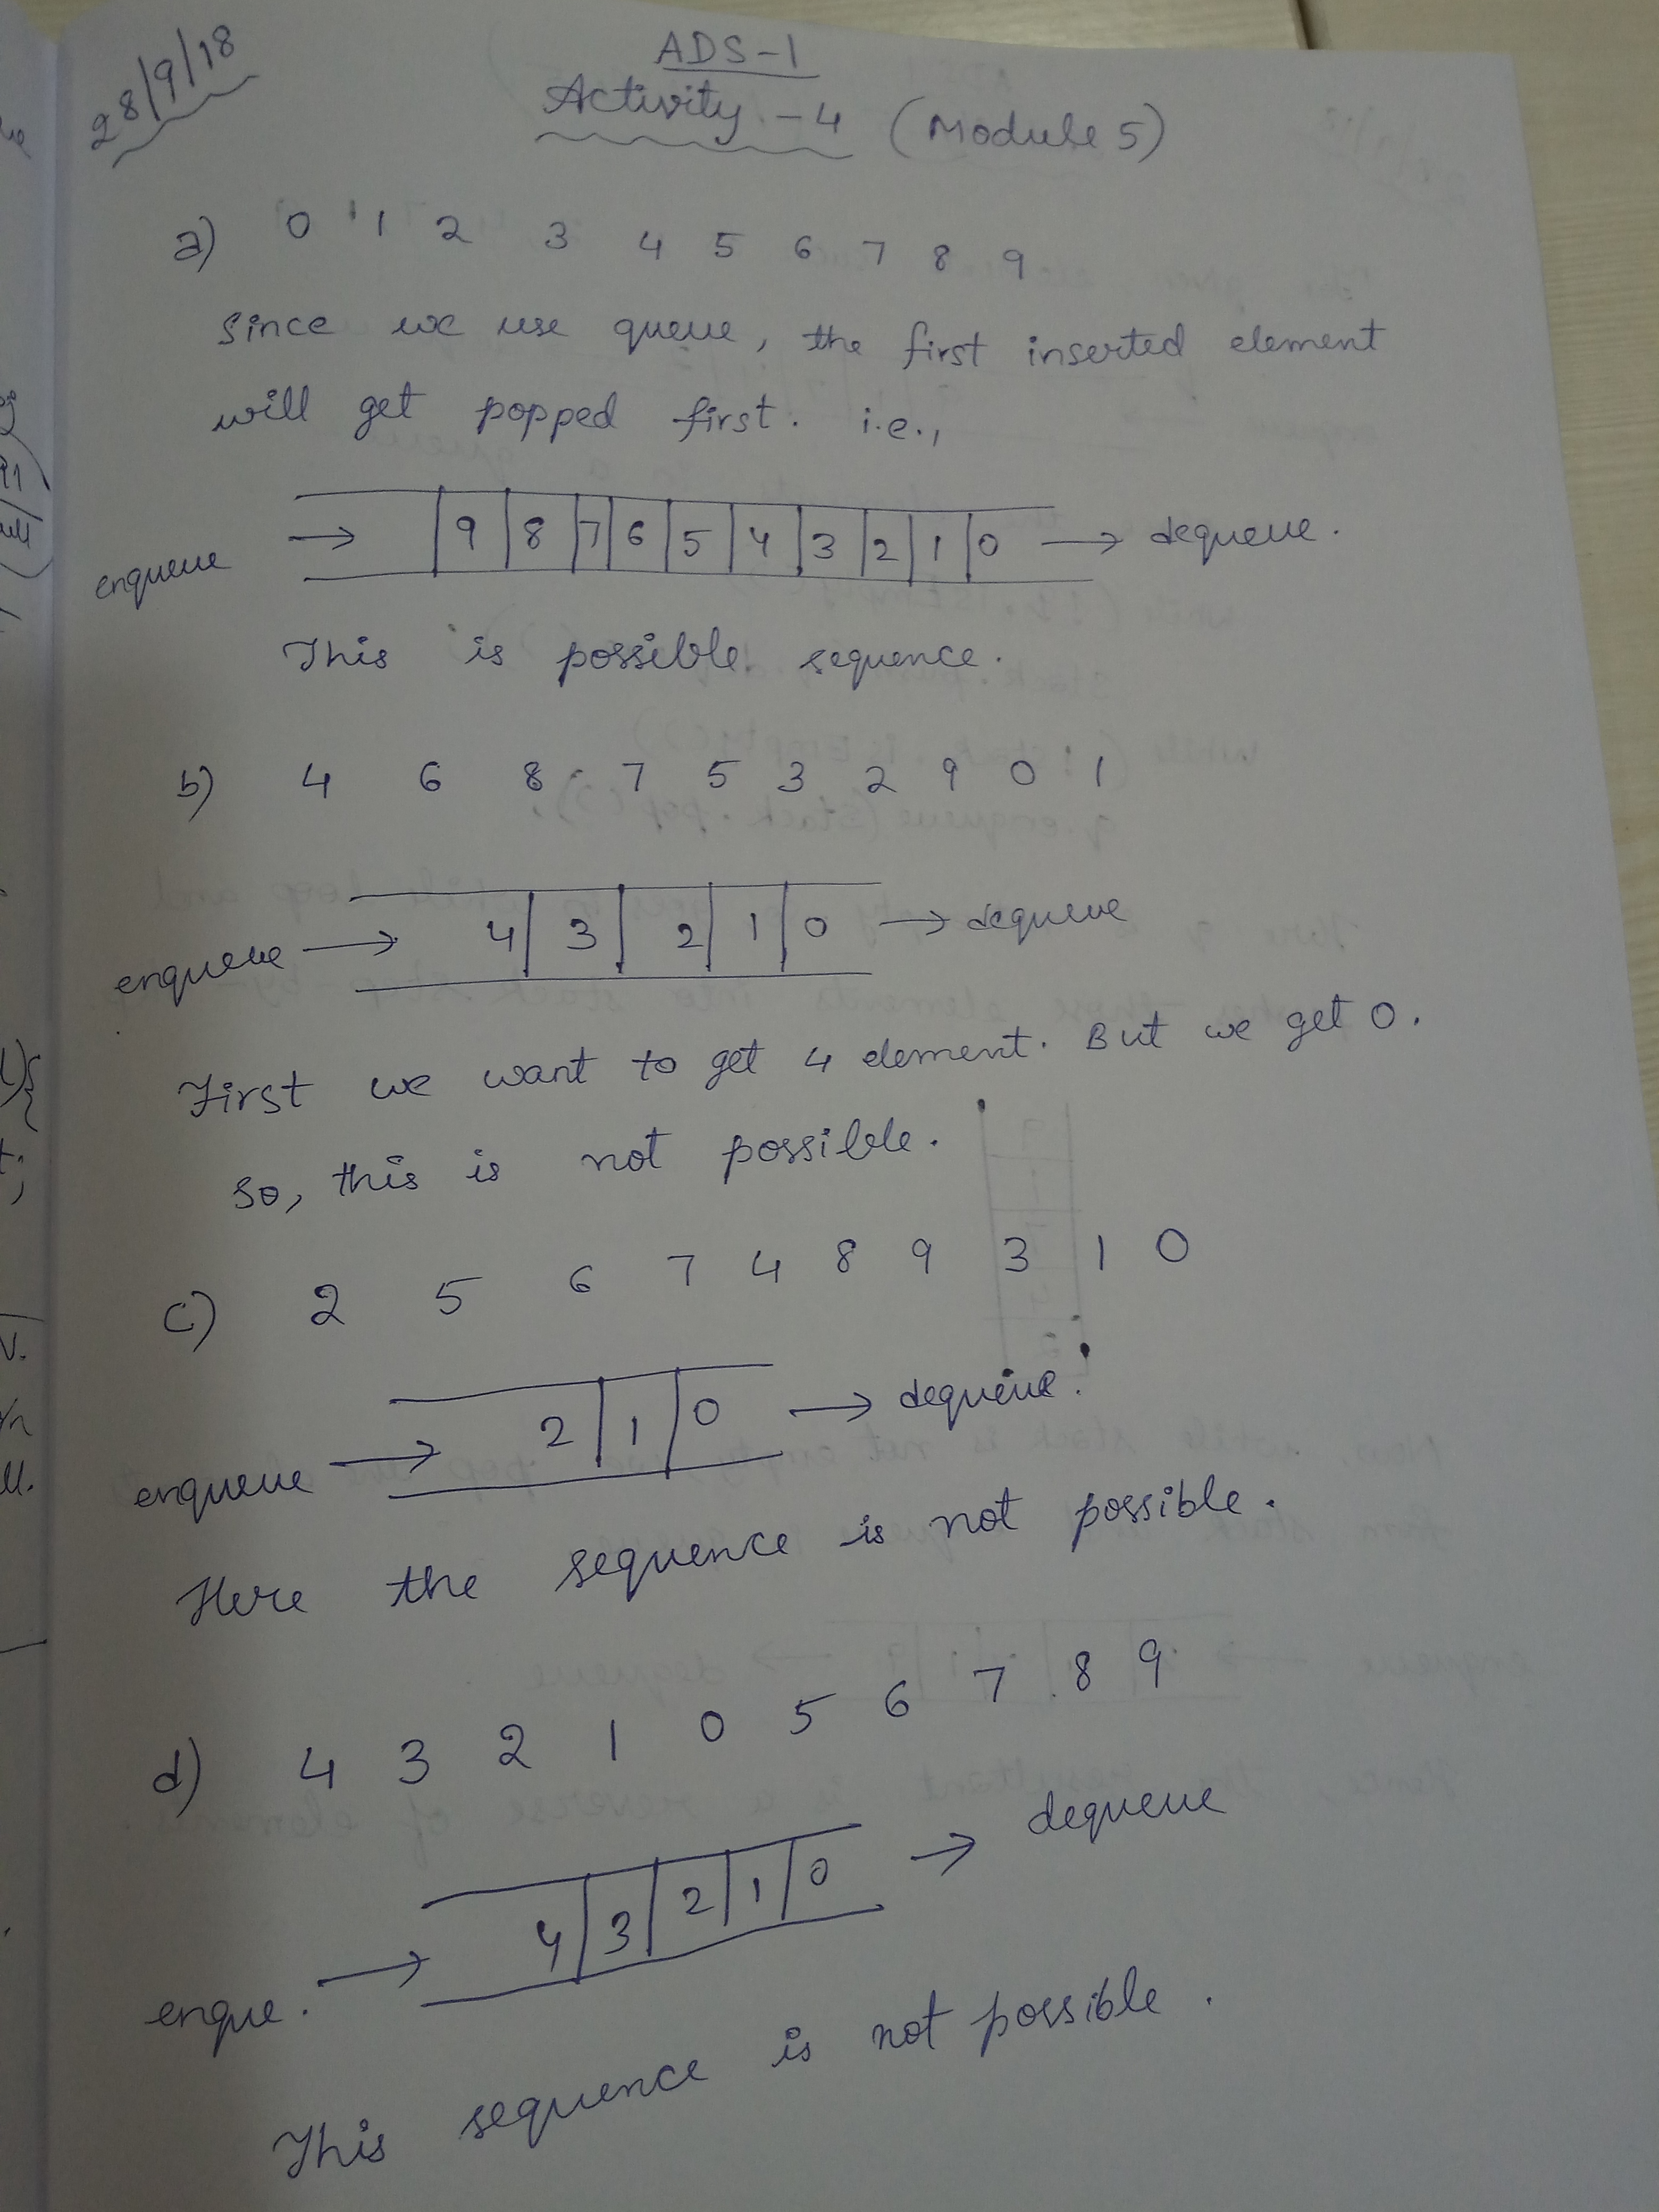 28/9/18
ADS-1
Activity - 4 (Module 5)
a) 0 1 2 3 4 5 6 7 8 9
Since we use queue, the first inserted element
will get popped first. i.e.,
enqueue → 9 8 7 6 5 4 3 2 1 0 → dequeue.
This is possible sequence.
b) 4 6 8 7 5 3 2 9 0 1
enqueue → 4 3 2 1 0 → dequeue
First we want to get 4 element. But we get 0.
So, this is not possible.
c) 2 5 6 7 4 8 9 3 1 0
enqueue → 2 1 0 → dequeue.
Here the sequence is not possible.
d) 4 3 2 1 0 5 6 7 8 9
enque. → 4 3 2 1 0 → dequeue
This sequence is not possible.